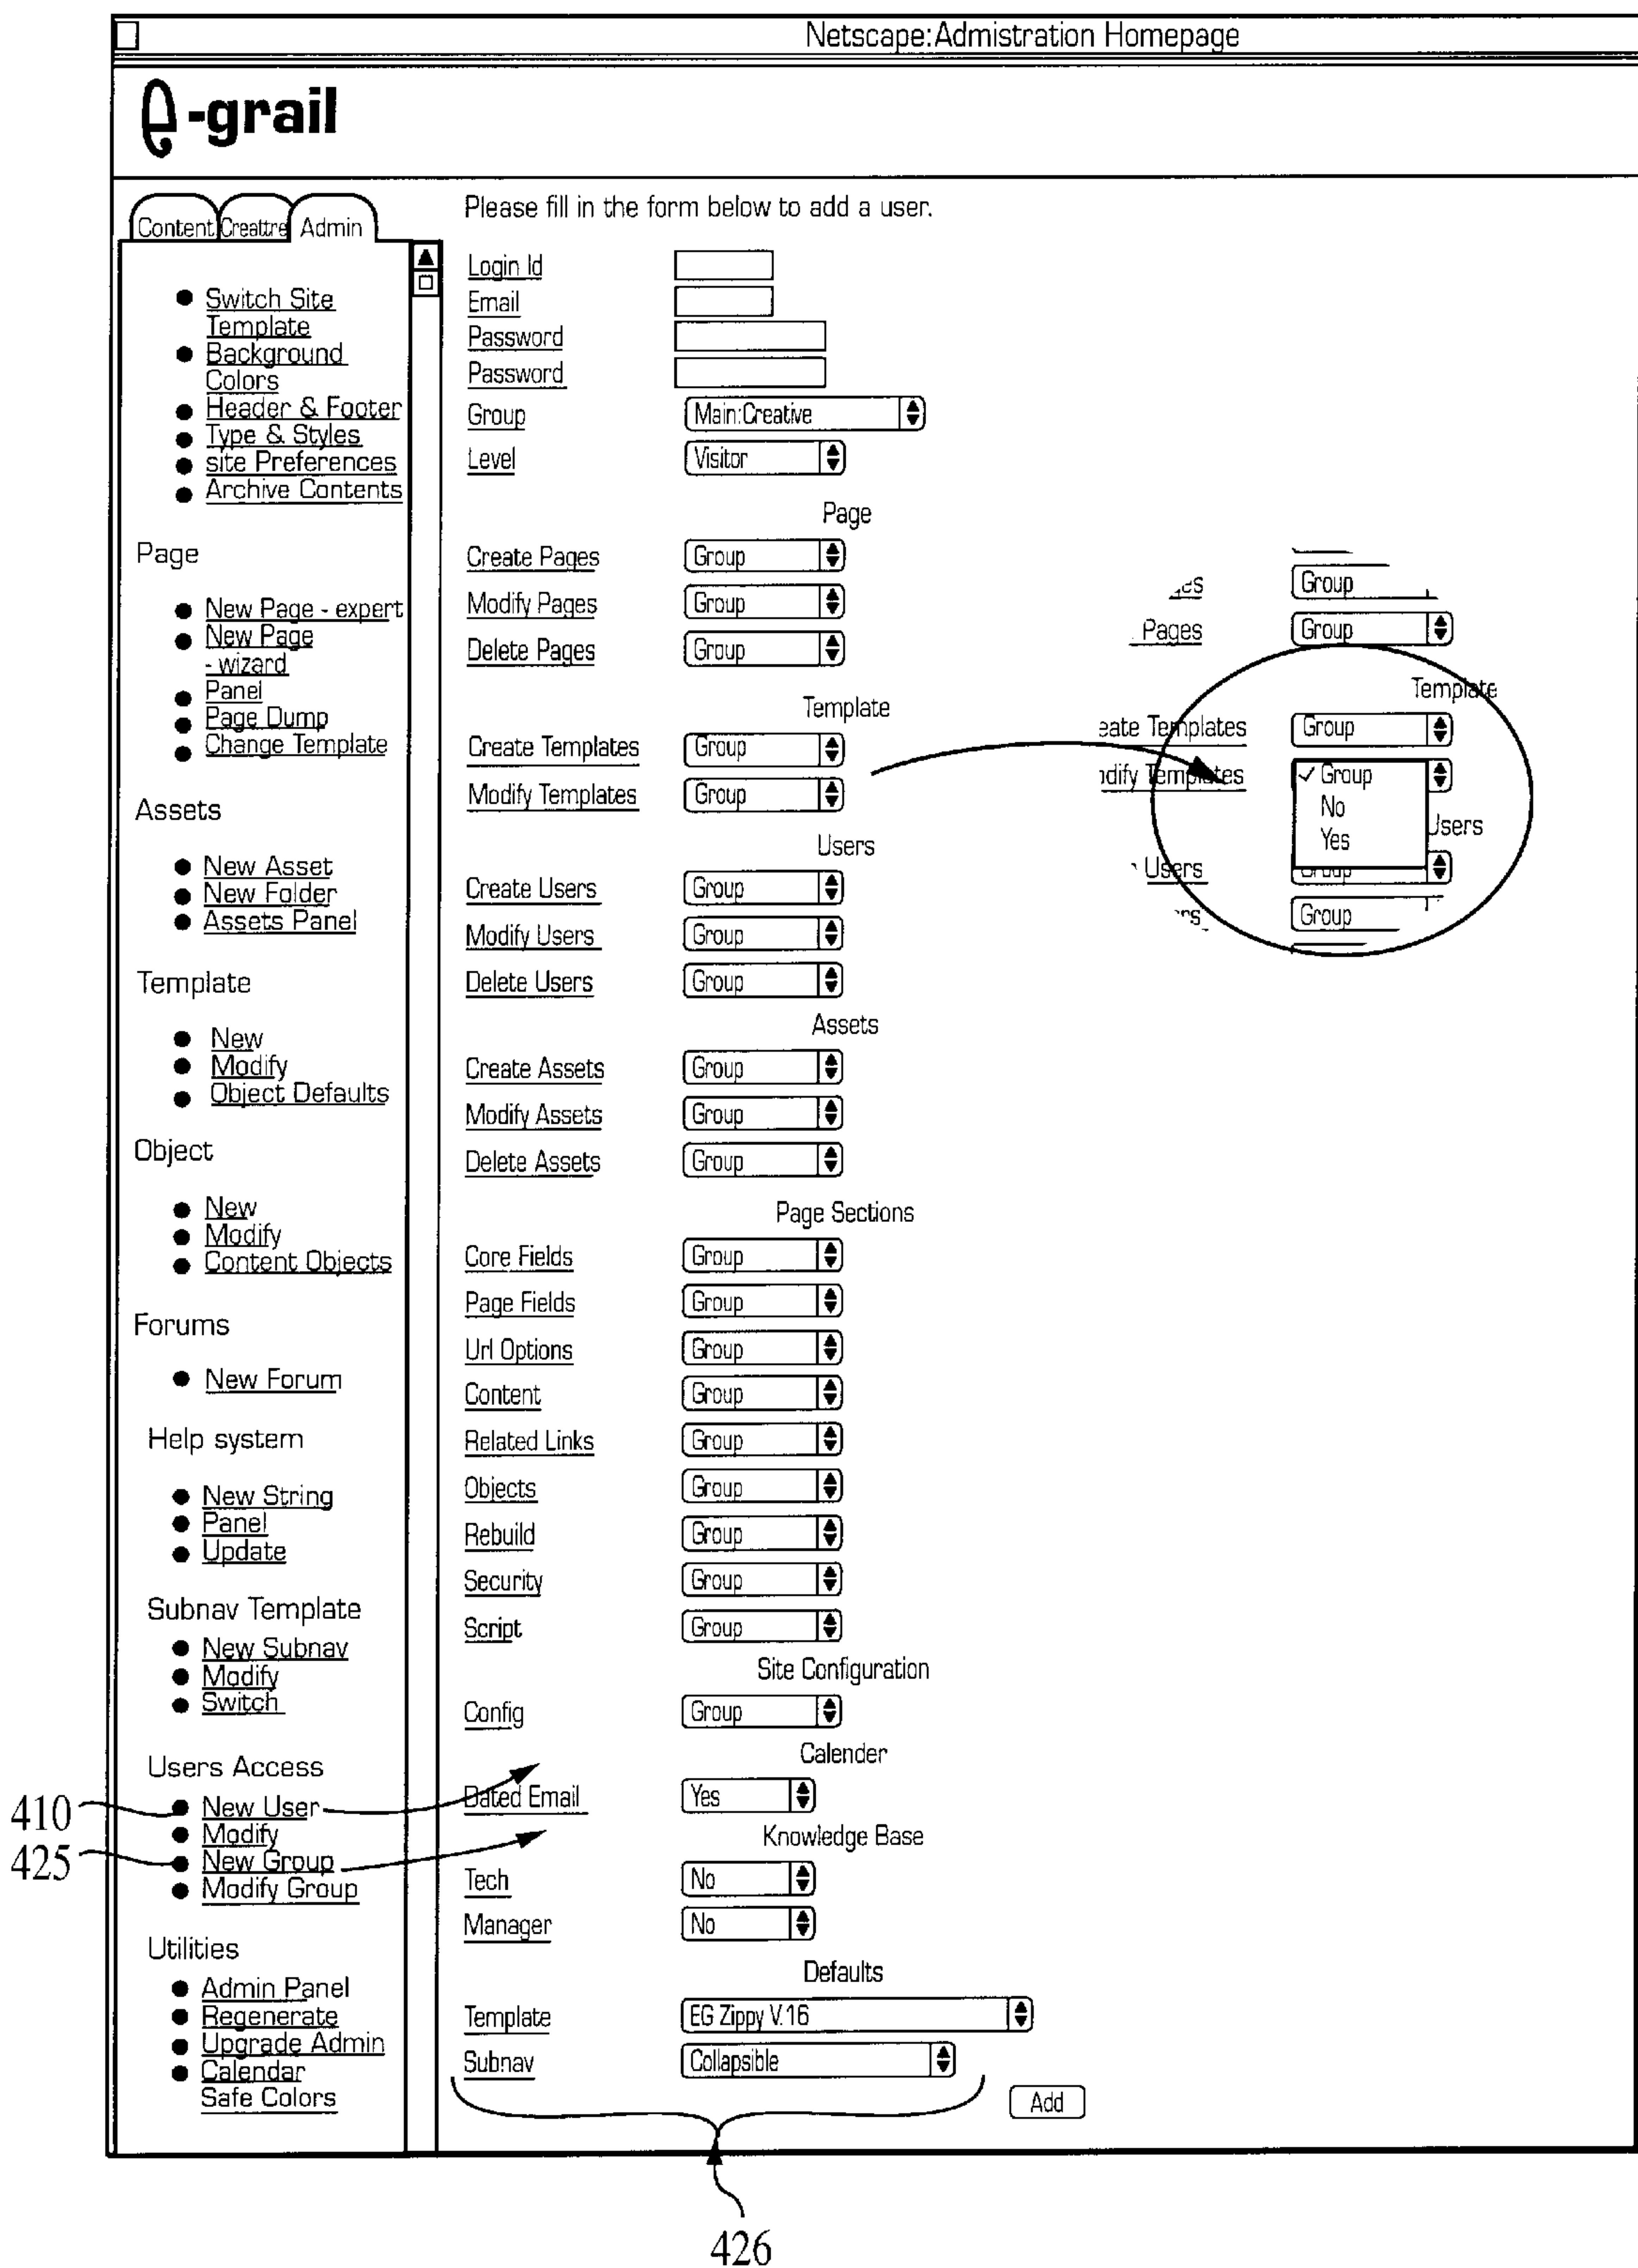 Netscape:Admistration Homepage
e-grail
Content Creattre Admin
Switch Site
Template
Background
Colors
Header & Footer
Type & Styles
site Preferences
Archive Contents
Page
New Page - expert
New Page
- wizard
Panel
Page Dump
Change Template
Assets
New Asset
New Folder
Assets Panel
Template
New
Modify
Object Defaults
Object
New
Modify
Content Objects
Forums
New Forum
Help system
New String
Panel
Update
Subnav Template
New Subnav
Modify
Switch
Users Access
410 New User
Modify
425 New Group
Modify Group
Utilities
Admin Panel
Regenerate
Upgrade Admin
Calendar
Safe Colors
Please fill in the form below to add a user.
Login Id
Email
Password
Password
Group Main:Creative
Level Visitor
Page
Create Pages Group
Modify Pages Group
Delete Pages Group
Template
Create Templates Group
Modify Templates Group
Users
Create Users Group
Modify Users Group
Delete Users Group
Assets
Create Assets Group
Modify Assets Group
Delete Assets Group
Page Sections
Core Fields Group
Page Fields Group
Url Options Group
Content Group
Related Links Group
Objects Group
Rebuild Group
Security Group
Script Group
Site Configuration
Config Group
Calender
Dated Email Yes
Knowledge Base
Tech No
Manager No
Defaults
Template EG Zippy V.16
Subnav Collapsible
Add
426
ges Group
Pages Group
Template
eate Templates Group
dify Templates ✓ Group
No
Users
Yes
Users Group
ers Group